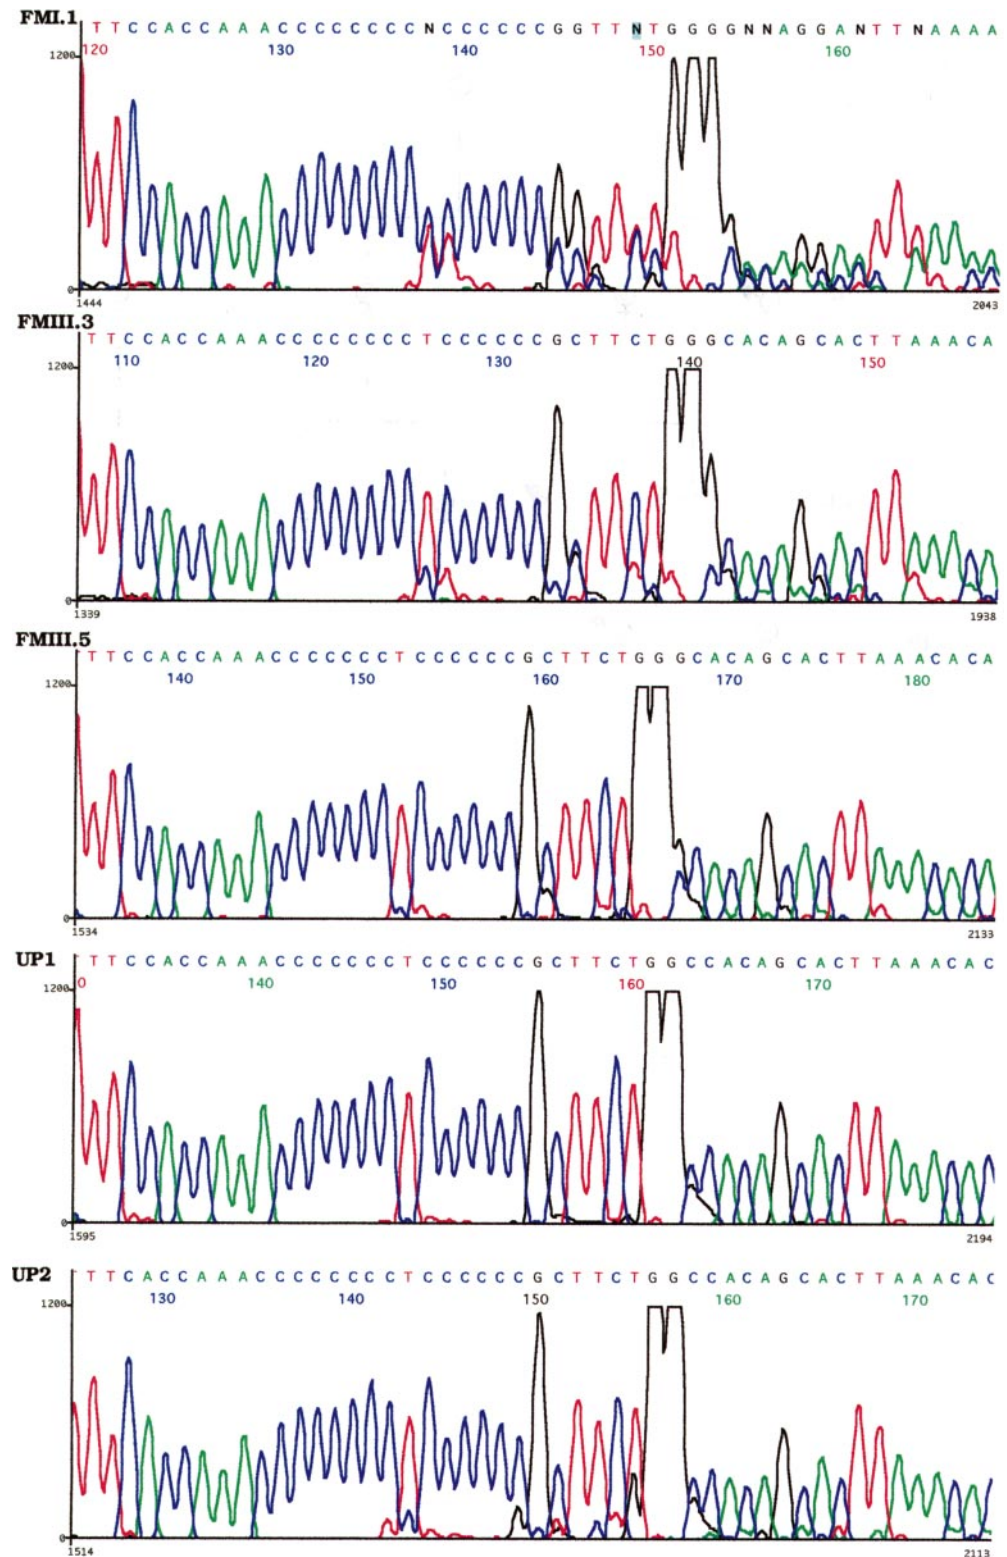 FMI.1
T T C C A C C A A A C C C C C C C C N C C C C C C G G T T N T G G G G N N A G G A N T T N A A A A
120 130 140 150 160
1200
0
1444 2043
FMIII.3
T T C C A C C A A A C C C C C C C C T C C C C C C G C T T C T G G G C A C A G C A C T T A A A C A
110 120 130 140 150
1200
0
1339 1938
FMIII.5
T T C C A C C A A A C C C C C C C T C C C C C C G C T T C T G G G C A C A G C A C T T A A A C A C A
140 150 160 170 180
1200
0
1534 2133
UP1
T T C C A C C A A A C C C C C C C T C C C C C C G C T T C T G G C C A C A G C A C T T A A A C A C
0 140 150 160 170
1200
0
1595 2194
UP2
T T C A C C A A A C C C C C C C C T C C C C C C G C T T C T G G C C A C A G C A C T T A A A C A C
130 140 150 160 170
1200
0
1514 2113